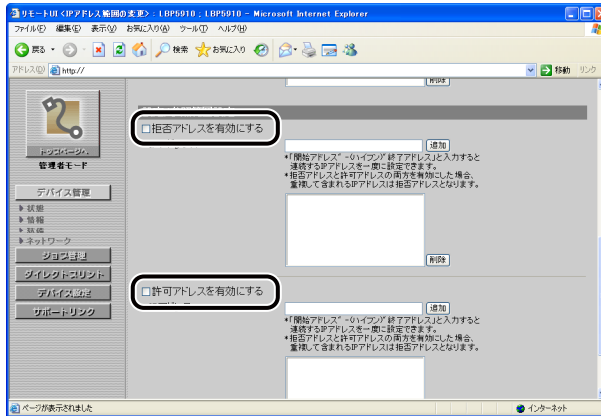 リモートUI <IPアドレス範囲の変更> : LBP5910 ; LBP5910 - Microsoft Internet Explorer
ファイル(F) 編集(E) 表示(V) お気に入り(A) ツール(T) ヘルプ(H)
戻る 検索 お気に入り
アドレス(D) http:// 移動 リンク
削除
トップページへ
管理者モード
デバイス管理
状態
情報
ネットワーク
ジョブ管理
ダイレクトプリント
デバイス設定
サポートリンク
拒否アドレスを有効にする
追加
*「開始アドレス"-(ハイフン)"終了アドレス」と入力すると
連続するIPアドレスを一度に設定できます。
*拒否アドレスと許可アドレスの両方を有効にした場合、
重複して含まれるIPアドレスは拒否アドレスとなります。
削除
許可アドレスを有効にする
追加
*「開始アドレス"-(ハイフン)"終了アドレス」と入力すると
連続するIPアドレスを一度に設定できます。
*拒否アドレスと許可アドレスの両方を有効にした場合、
重複して含まれるIPアドレスは拒否アドレスとなります。
ページが表示されました インターネット